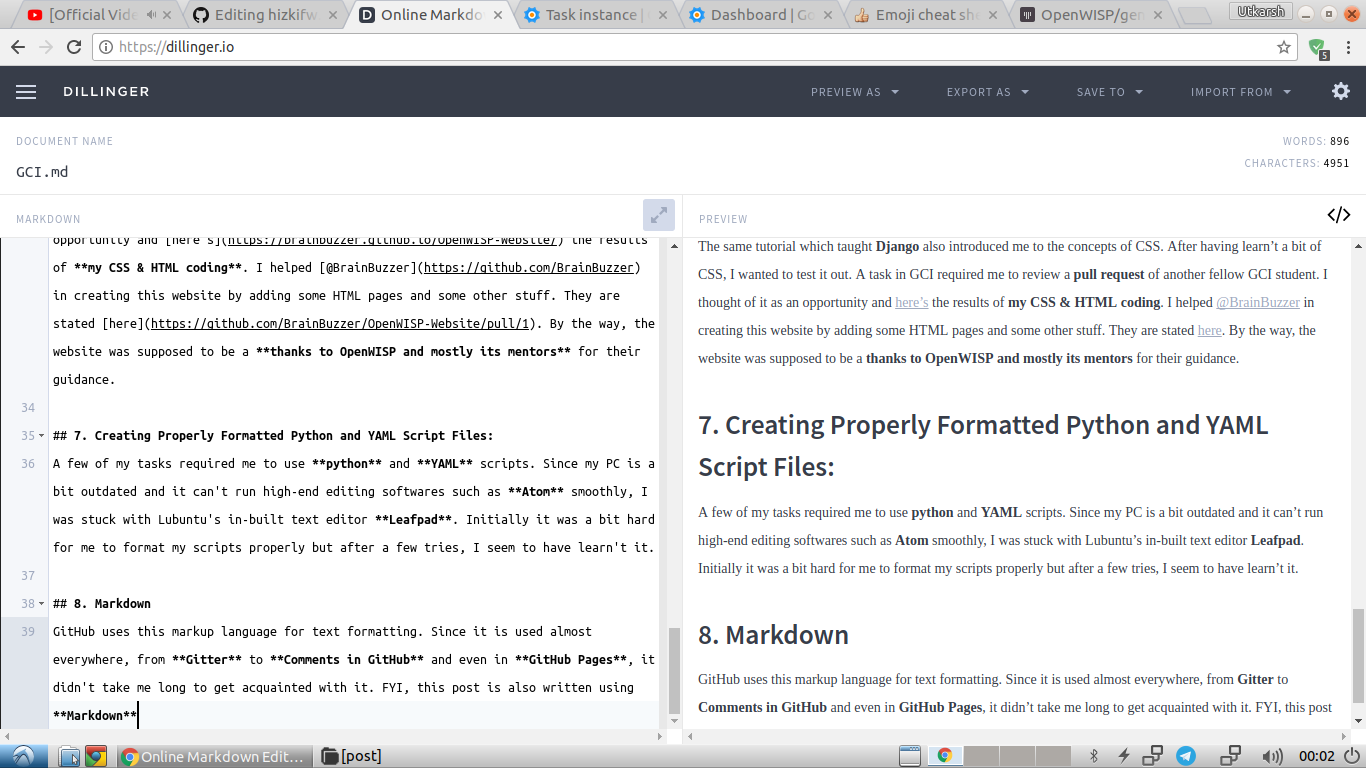 [Official Vide
Editing hizkifw
Online Markdo
Task instance |
Dashboard | Go
Emoji cheat she
OpenWISP/gen
Utkarsh
https://dillinger.io
5
DILLINGER
PREVIEW AS
EXPORT AS
SAVE TO
IMPORT FROM
DOCUMENT NAME
WORDS: 896
GCI.md
CHARACTERS: 4951
MARKDOWN
opportunity and [here's](https://brainbuzzer.github.io/OpenWISP-Website/) the results
of **my CSS & HTML coding**. I helped [@BrainBuzzer](https://github.com/BrainBuzzer)
in creating this website by adding some HTML pages and some other stuff. They are
stated [here](https://github.com/BrainBuzzer/OpenWISP-Website/pull/1). By the way, the
website was supposed to be a **thanks to OpenWISP and mostly its mentors** for their
guidance.
34
35 ## 7. Creating Properly Formatted Python and YAML Script Files:
36 A few of my tasks required me to use **python** and **YAML** scripts. Since my PC is a
bit outdated and it can't run high-end editing softwares such as **Atom** smoothly, I
was stuck with Lubuntu's in-built text editor **Leafpad**. Initially it was a bit hard
for me to format my scripts properly but after a few tries, I seem to have learn't it.
37
38 ## 8. Markdown
39 GitHub uses this markup language for text formatting. Since it is used almost
everywhere, from **Gitter** to **Comments in GitHub** and even in **GitHub Pages**, it
didn't take me long to get acquainted with it. FYI, this post is also written using
**Markdown**
PREVIEW
The same tutorial which taught Django also introduced me to the concepts of CSS. After having learn’t a bit of
CSS, I wanted to test it out. A task in GCI required me to review a pull request of another fellow GCI student. I
thought of it as an opportunity and here’s the results of my CSS & HTML coding. I helped @BrainBuzzer in
creating this website by adding some HTML pages and some other stuff. They are stated here. By the way, the
website was supposed to be a thanks to OpenWISP and mostly its mentors for their guidance.
7. Creating Properly Formatted Python and YAML
Script Files:
A few of my tasks required me to use python and YAML scripts. Since my PC is a bit outdated and it can’t run
high-end editing softwares such as Atom smoothly, I was stuck with Lubuntu’s in-built text editor Leafpad.
Initially it was a bit hard for me to format my scripts properly but after a few tries, I seem to have learn’t it.
8. Markdown
GitHub uses this markup language for text formatting. Since it is used almost everywhere, from Gitter to
Comments in GitHub and even in GitHub Pages, it didn’t take me long to get acquainted with it. FYI, this post
Online Markdown Edit...
[post]
00:02